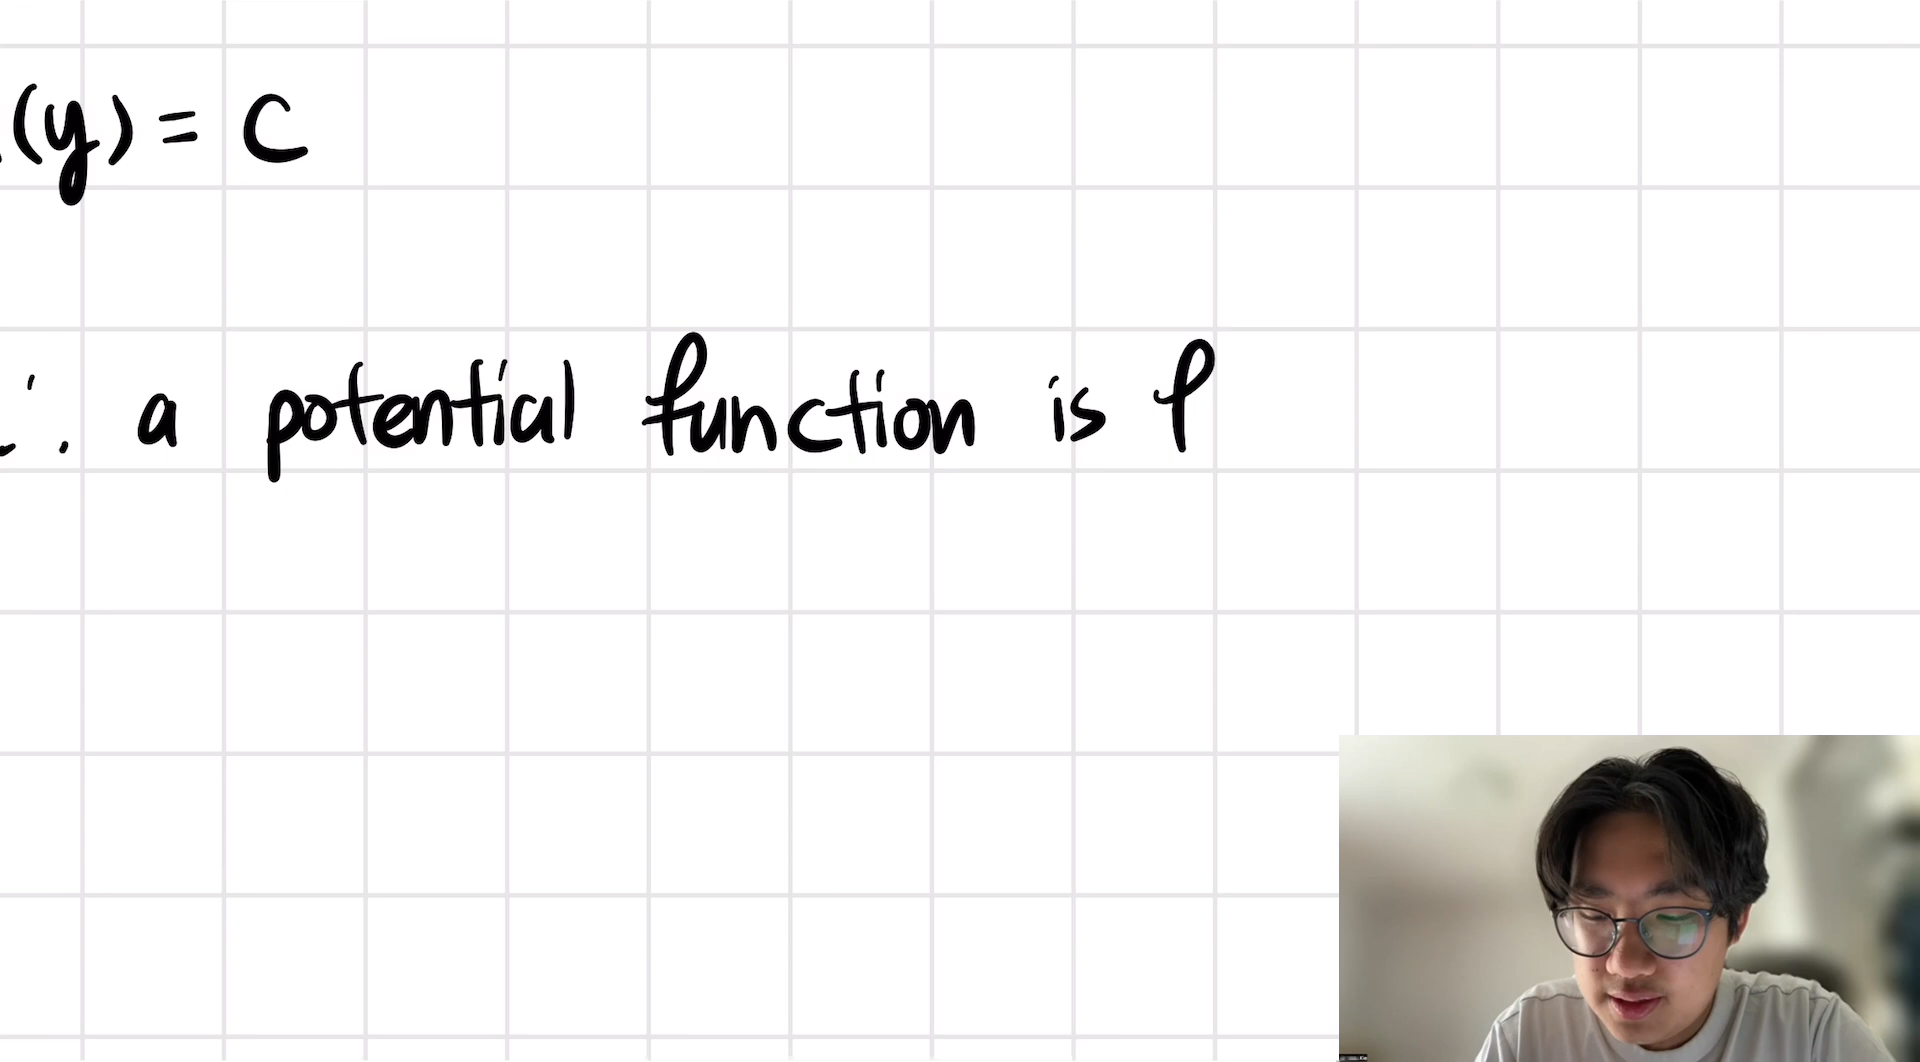 (y) = C
∴ a potential function is f